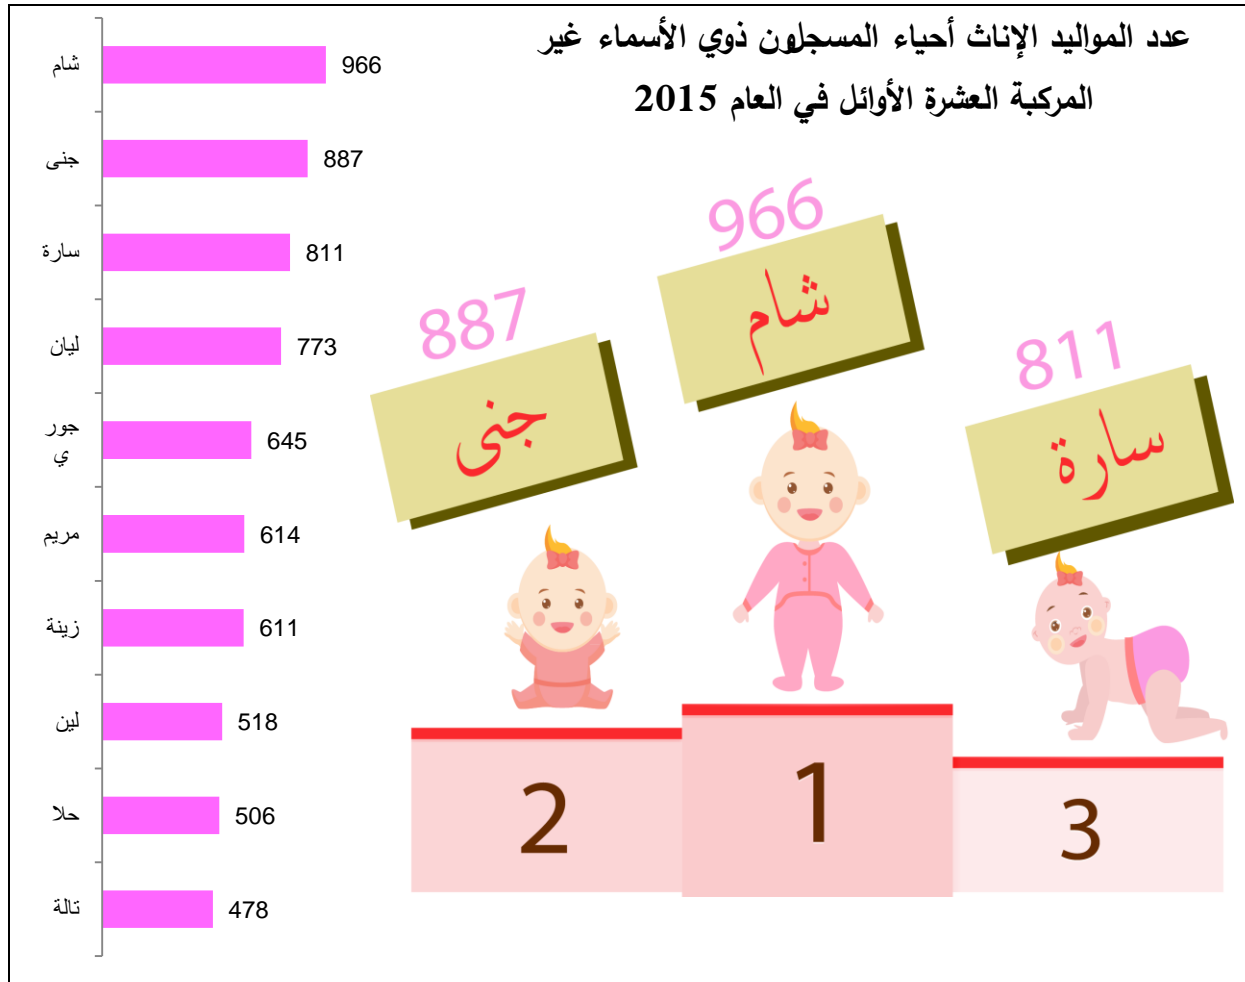 عدد المواليد الإناث أحياء المسجلون ذوي الأسماء غير
المركبة العشرة الأوائل في العام 2015
شام 966
جنى 887
سارة 811
ليان 773
جور
ي 645
مريم 614
زينة 611
لين 518
حلا 506
تالة 478
966
شام
887
جنى
811
سارة
1
2
3